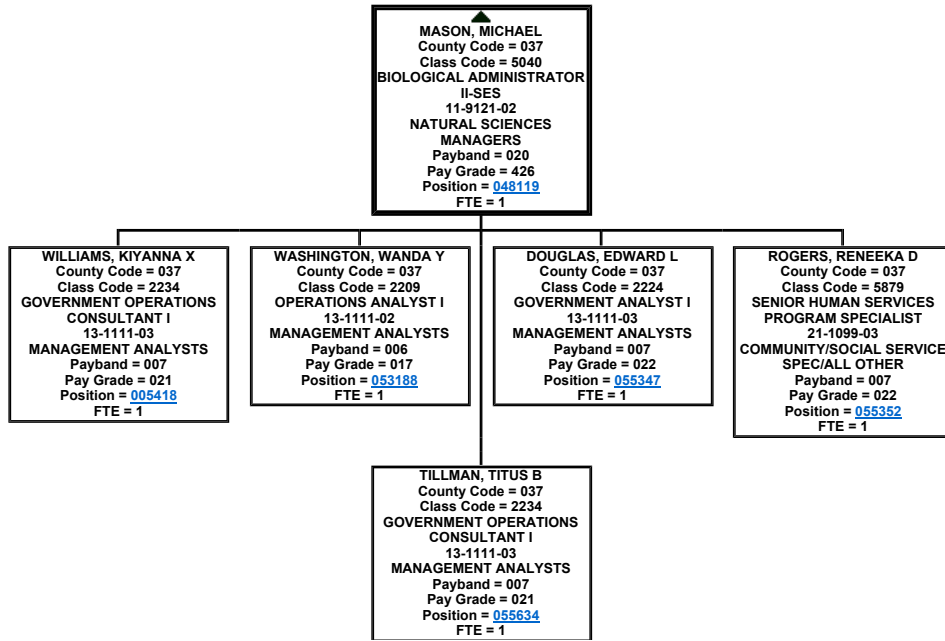 MASON, MICHAEL
County Code = 037
Class Code = 5040
BIOLOGICAL ADMINISTRATOR
II-SES
11-9121-02
NATURAL SCIENCES
MANAGERS
Payband = 020
Pay Grade = 426
Position = 048119
FTE = 1
WILLIAMS, KIYANNA X
County Code = 037
Class Code = 2234
GOVERNMENT OPERATIONS
CONSULTANT I
13-1111-03
MANAGEMENT ANALYSTS
Payband = 007
Pay Grade = 021
Position = 005418
FTE = 1
WASHINGTON, WANDA Y
County Code = 037
Class Code = 2209
OPERATIONS ANALYST I
13-1111-02
MANAGEMENT ANALYSTS
Payband = 006
Pay Grade = 017
Position = 053188
FTE = 1
DOUGLAS, EDWARD L
County Code = 037
Class Code = 2224
GOVERNMENT ANALYST I
13-1111-03
MANAGEMENT ANALYSTS
Payband = 007
Pay Grade = 022
Position = 055347
FTE = 1
ROGERS, RENEEKA D
County Code = 037
Class Code = 5879
SENIOR HUMAN SERVICES
PROGRAM SPECIALIST
21-1099-03
COMMUNITY/SOCIAL SERVICE
SPEC/ALL OTHER
Payband = 007
Pay Grade = 022
Position = 055352
FTE = 1
TILLMAN, TITUS B
County Code = 037
Class Code = 2234
GOVERNMENT OPERATIONS
CONSULTANT I
13-1111-03
MANAGEMENT ANALYSTS
Payband = 007
Pay Grade = 021
Position = 055634
FTE = 1